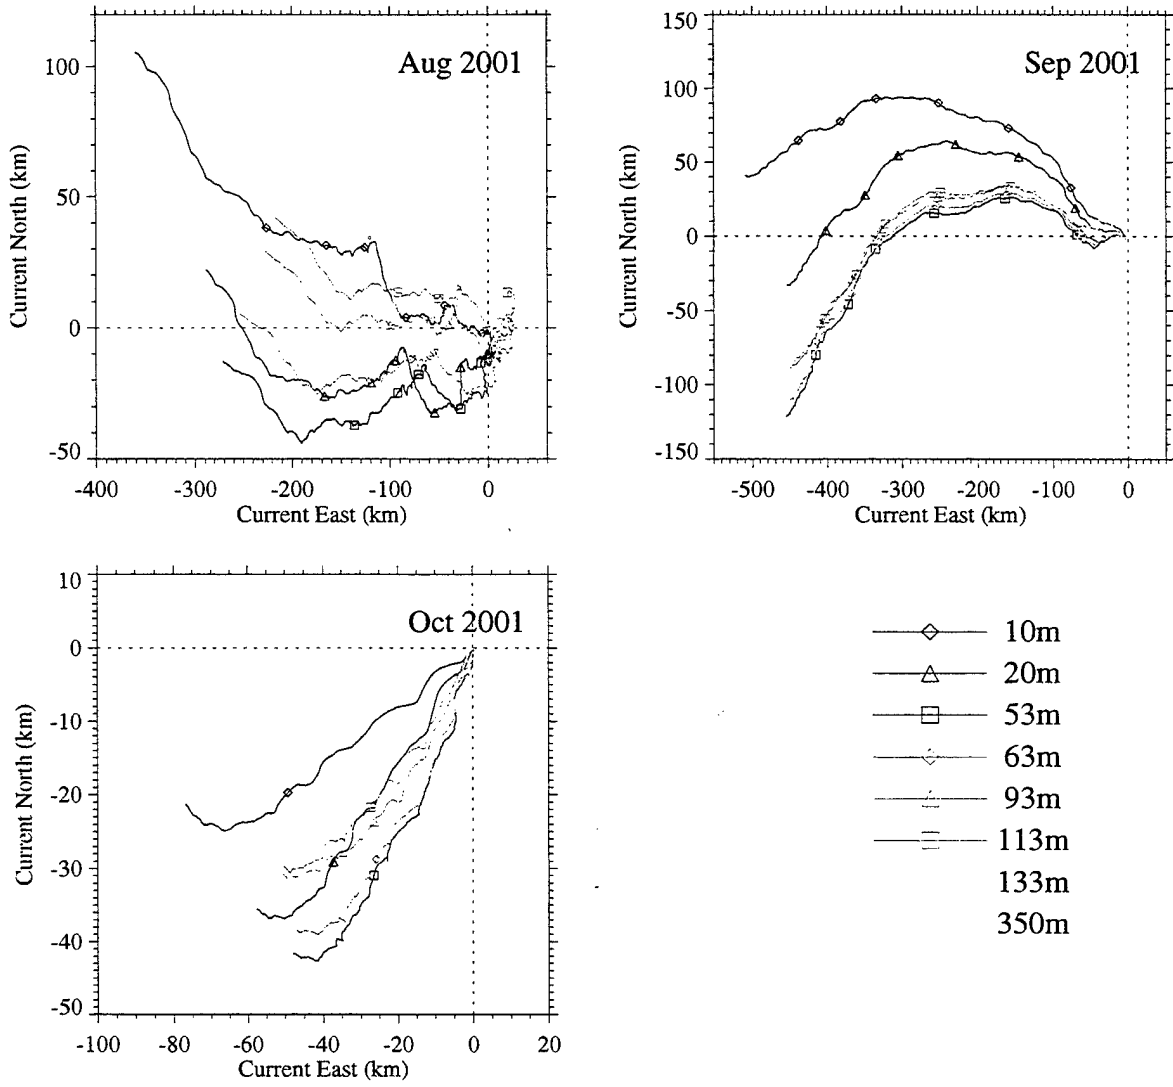 Aug 2001
100
50
0
-50
-400 -300 -200 -100 0
Current East (km)
Current North (km)
Sep 2001
150
100
50
0
-50
-100
-150
-500 -400 -300 -200 -100 0
Current East (km)
Current North (km)
Oct 2001
10
0
-10
-20
-30
-40
-50
-100 -80 -60 -40 -20 0 20
Current East (km)
Current North (km)
10m
20m
53m
63m
93m
113m
133m
350m